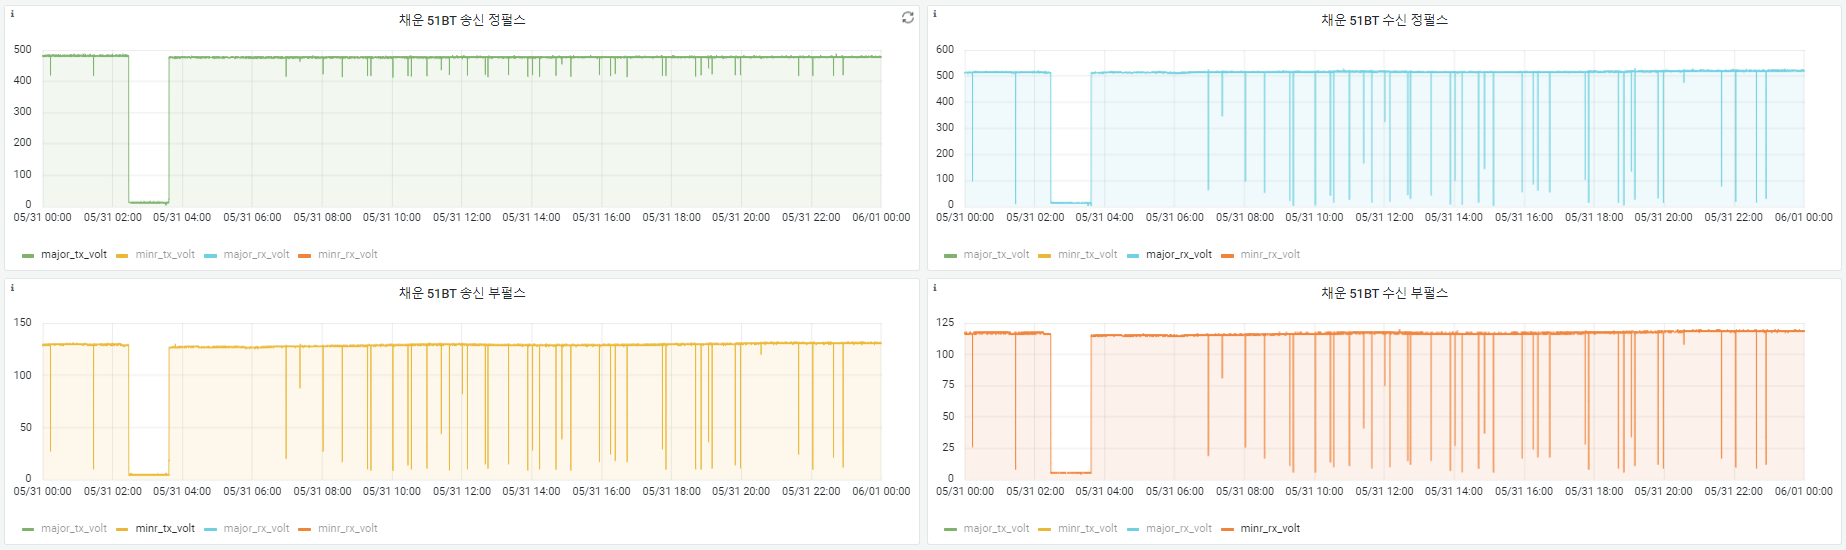 채운 51BT 송신 정펄스
500
400
300
200
100
0
05/31 00:00 05/31 02:00 05/31 04:00 05/31 06:00 05/31 08:00 05/31 10:00 05/31 12:00 05/31 14:00 05/31 16:00 05/31 18:00 05/31 20:00 05/31 22:00 06/01 00:00
major_tx_volt minr_tx_volt major_rx_volt minr_rx_volt
채운 51BT 수신 정펄스
600
500
400
300
200
100
0
05/31 00:00 05/31 02:00 05/31 04:00 05/31 06:00 05/31 08:00 05/31 10:00 05/31 12:00 05/31 14:00 05/31 16:00 05/31 18:00 05/31 20:00 05/31 22:00 06/01 00:00
major_tx_volt minr_tx_volt major_rx_volt minr_rx_volt
채운 51BT 송신 부펄스
150
100
50
0
05/31 00:00 05/31 02:00 05/31 04:00 05/31 06:00 05/31 08:00 05/31 10:00 05/31 12:00 05/31 14:00 05/31 16:00 05/31 18:00 05/31 20:00 05/31 22:00 06/01 00:00
major_tx_volt minr_tx_volt major_rx_volt minr_rx_volt
채운 51BT 수신 부펄스
125
100
75
50
25
0
05/31 00:00 05/31 02:00 05/31 04:00 05/31 06:00 05/31 08:00 05/31 10:00 05/31 12:00 05/31 14:00 05/31 16:00 05/31 18:00 05/31 20:00 05/31 22:00 06/01 00:00
major_tx_volt minr_tx_volt major_rx_volt minr_rx_volt